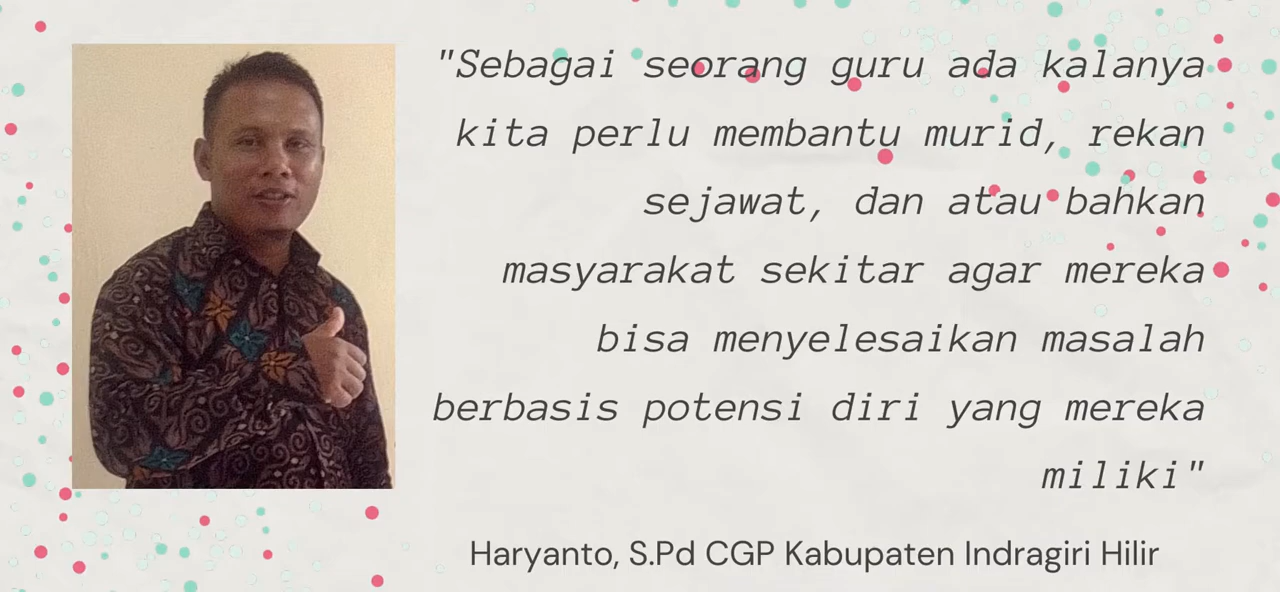 "Sebagai seorang guru ada kalanya
kita perlu membantu murid, rekan
sejawat, dan atau bahkan
masyarakat sekitar agar mereka
bisa menyelesaikan masalah
berbasis potensi diri yang mereka
miliki"
Haryanto, S.Pd CGP Kabupaten Indragiri Hilir